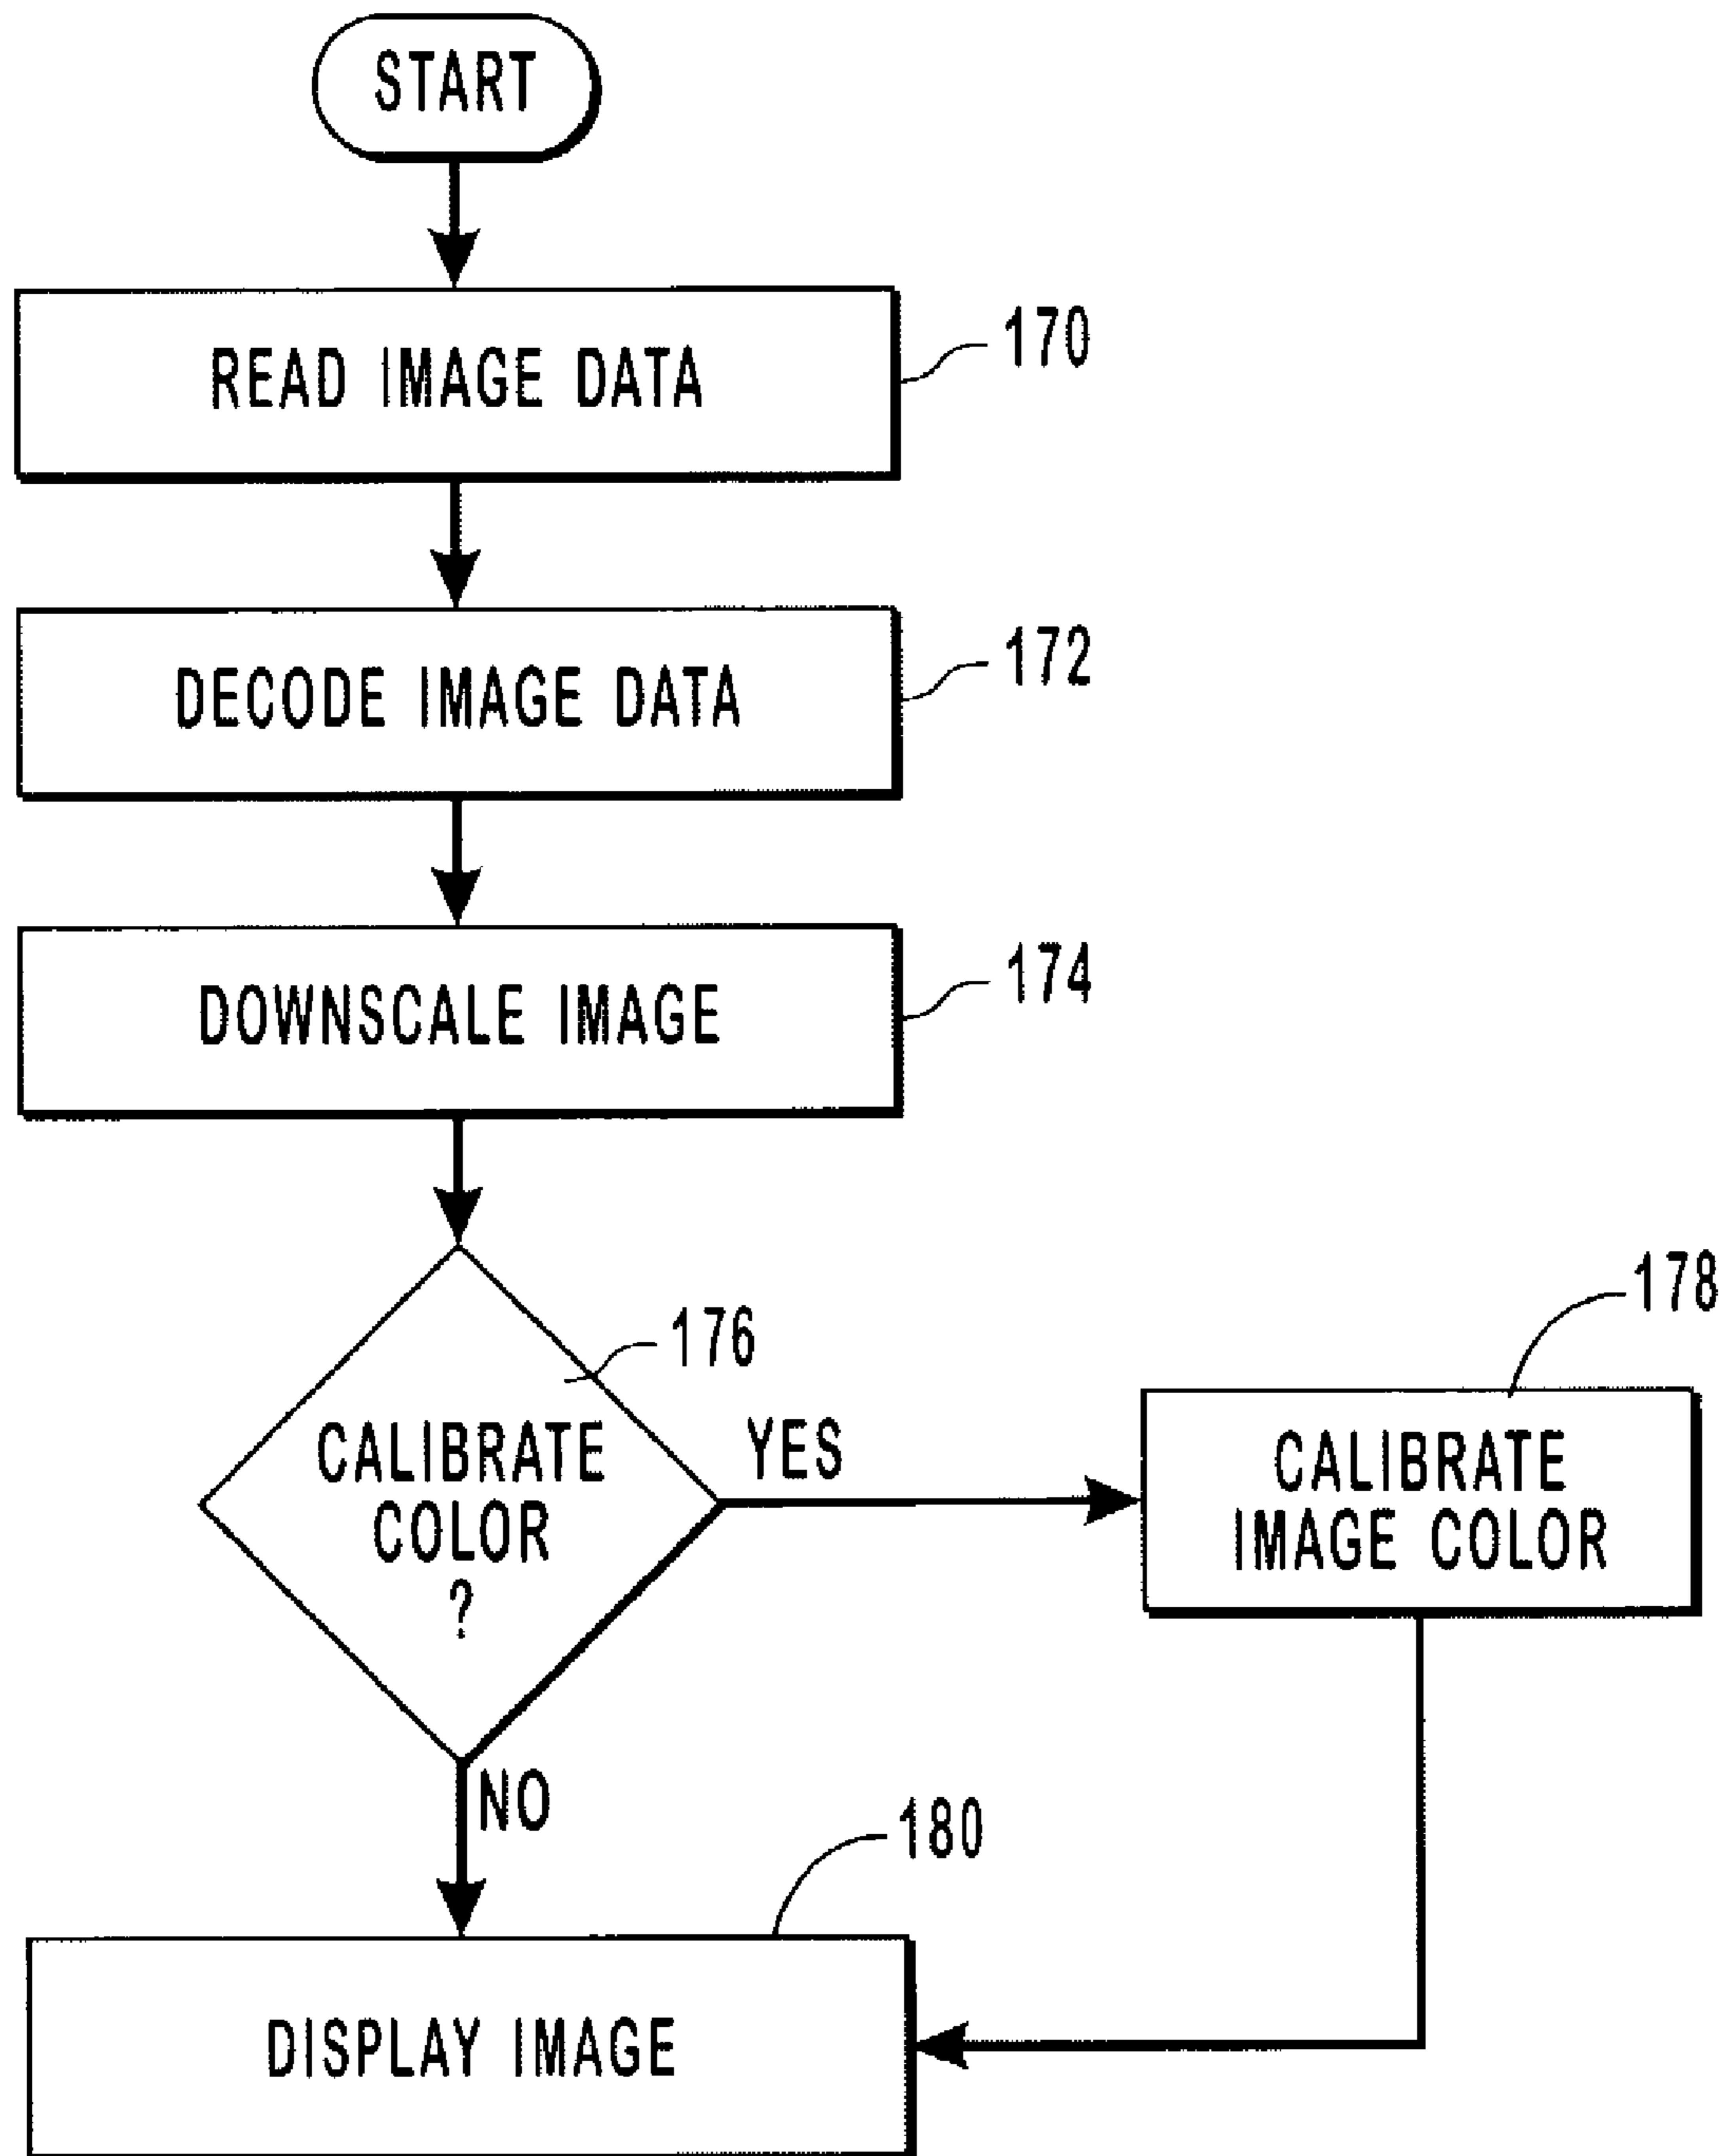 START
READ IMAGE DATA
170
DECODE IMAGE DATA
172
DOWNSCALE IMAGE
174
176
CALIBRATE
COLOR
?
YES
178
CALIBRATE
IMAGE COLOR
NO
180
DISPLAY IMAGE